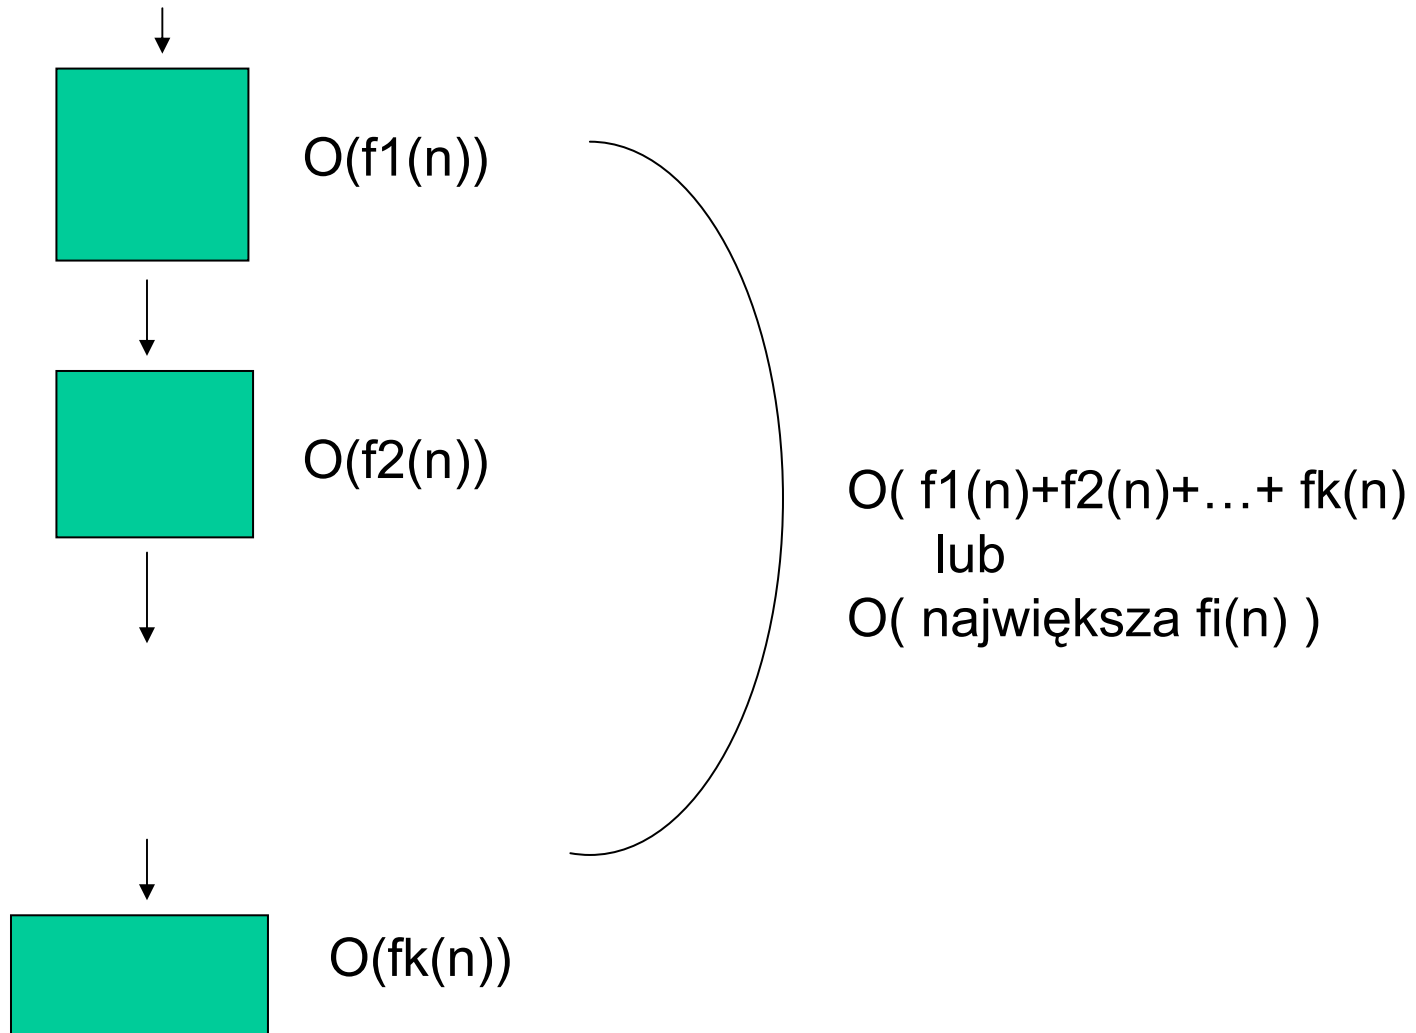 O(f1(n))
O(f2(n))
O( f1(n)+f2(n)+…+ fk(n)
lub
O( największa fi(n) )
O(fk(n))